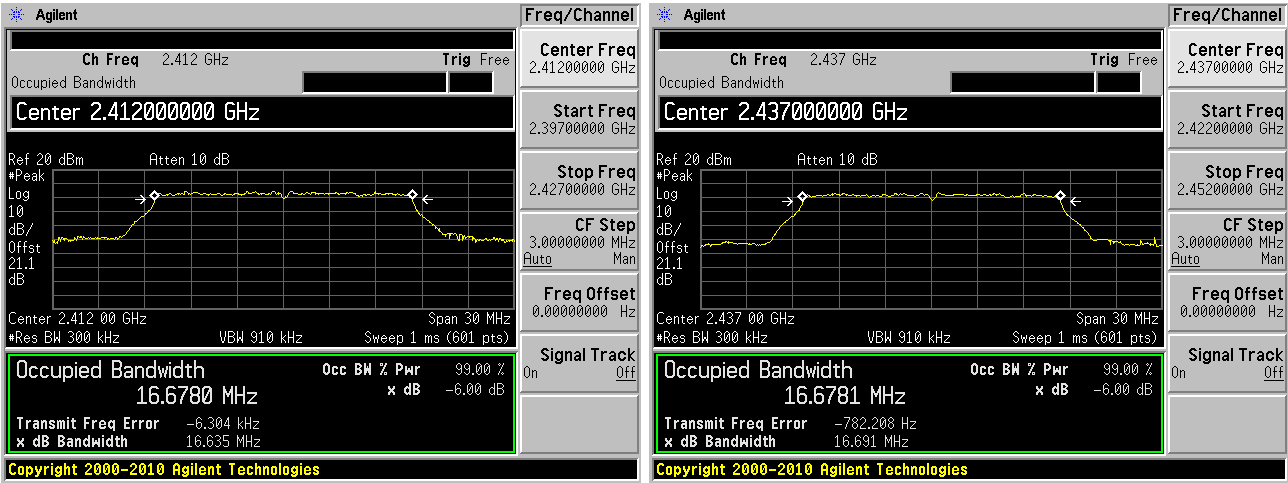 Agilent
Freq/Channel
Ch Freq 2.412 GHz Trig Free
Occupied Bandwidth
Center 2.412000000 GHz
Ref 20 dBm Atten 10 dB
#Peak
Log
10
dB/
Offst
21.1
dB
Center 2.412 00 GHz Span 30 MHz
#Res BW 300 kHz VBW 910 kHz Sweep 1 ms (601 pts)
Occupied Bandwidth
16.6780 MHz
Occ BW % Pwr 99.00 %
x dB -6.00 dB
Transmit Freq Error -6.304 kHz
x dB Bandwidth 16.635 MHz
Center Freq
2.41200000 GHz
Start Freq
2.39700000 GHz
Stop Freq
2.42700000 GHz
CF Step
3.00000000 MHz
Auto Man
Freq Offset
0.00000000 Hz
Signal Track
On Off
Copyright 2000-2010 Agilent Technologies
Agilent
Freq/Channel
Ch Freq 2.437 GHz Trig Free
Occupied Bandwidth
Center 2.437000000 GHz
Ref 20 dBm Atten 10 dB
#Peak
Log
10
dB/
Offst
21.1
dB
Center 2.437 00 GHz Span 30 MHz
#Res BW 300 kHz VBW 910 kHz Sweep 1 ms (601 pts)
Occupied Bandwidth
16.6781 MHz
Occ BW % Pwr 99.00 %
x dB -6.00 dB
Transmit Freq Error -782.208 Hz
x dB Bandwidth 16.691 MHz
Center Freq
2.43700000 GHz
Start Freq
2.42200000 GHz
Stop Freq
2.45200000 GHz
CF Step
3.00000000 MHz
Auto Man
Freq Offset
0.00000000 Hz
Signal Track
On Off
Copyright 2000-2010 Agilent Technologies